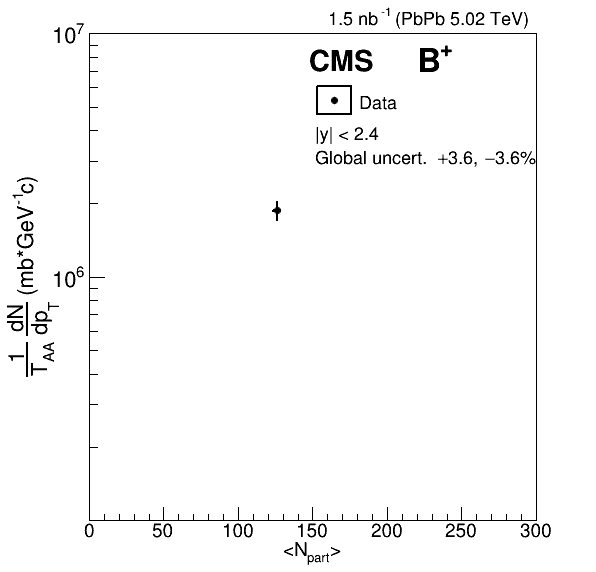 1.5 nb⁻¹ (PbPb 5.02 TeV)
CMS B⁺
Data
|y| < 2.4
Global uncert. +3.6, −3.6%
10⁷
10⁶
1/T_AA dN/dp_T (mb*GeV⁻¹c)
0 50 100 150 200 250 300
<N_part>